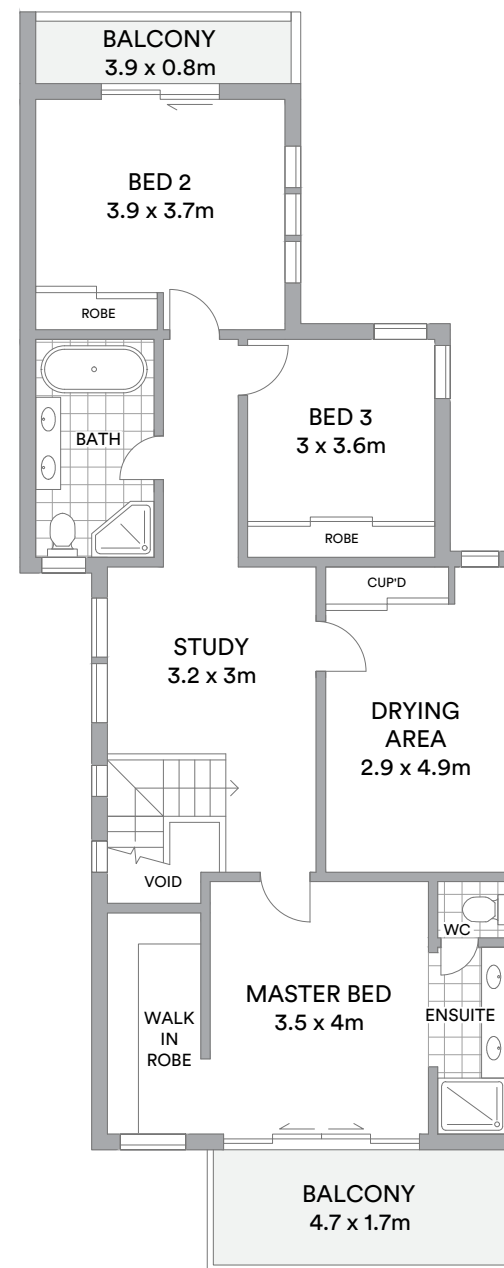 BALCONY
3.9 x 0.8m
BED 2
3.9 x 3.7m
ROBE
BATH
BED 3
3 x 3.6m
ROBE
CUP'D
STUDY
3.2 x 3m
DRYING
AREA
2.9 x 4.9m
VOID
WC
MASTER BED
3.5 x 4m
ENSUITE
WALK
IN
ROBE
BALCONY
4.7 x 1.7m